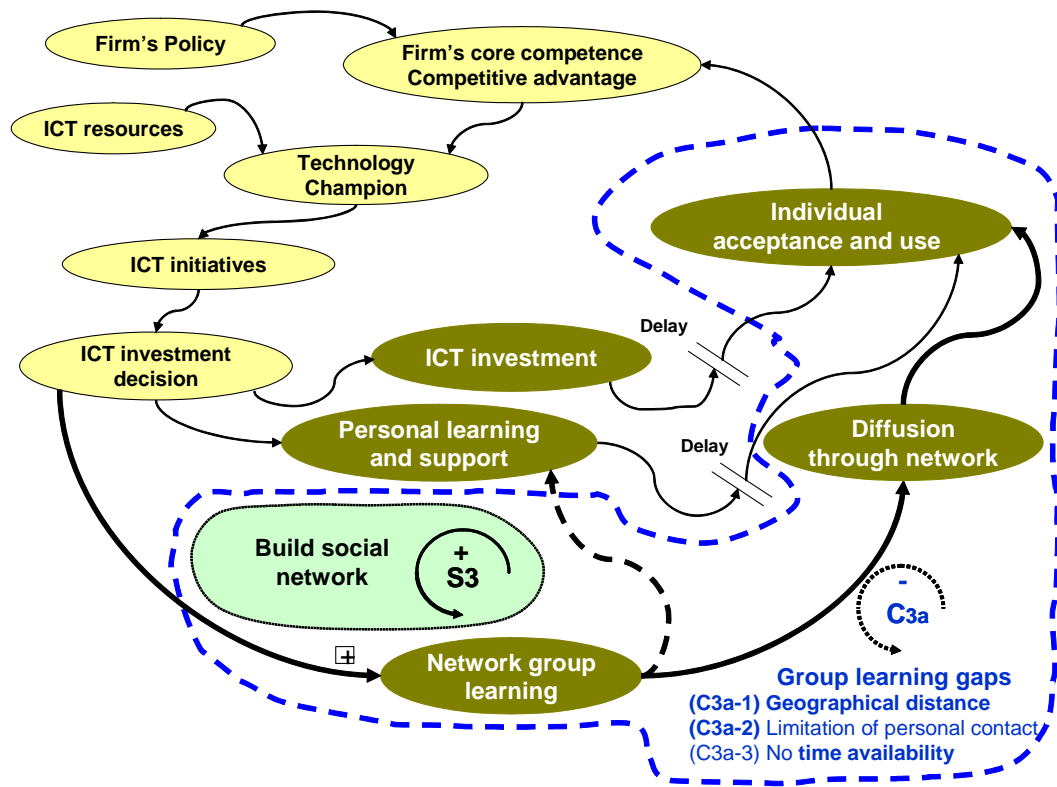 Firm's Policy
Firm's core competence
Competitive advantage
ICT resources
Technology
Champion
Individual
acceptance and use
ICT initiatives
Delay
ICT investment
decision
ICT investment
Personal learning
and support
Delay
Diffusion
through network
Build social
network
+
S3
-
C3a
+
Network group
learning
Group learning gaps
(C3a-1) Geographical distance
(C3a-2) Limitation of personal contact
(C3a-3) No time availability